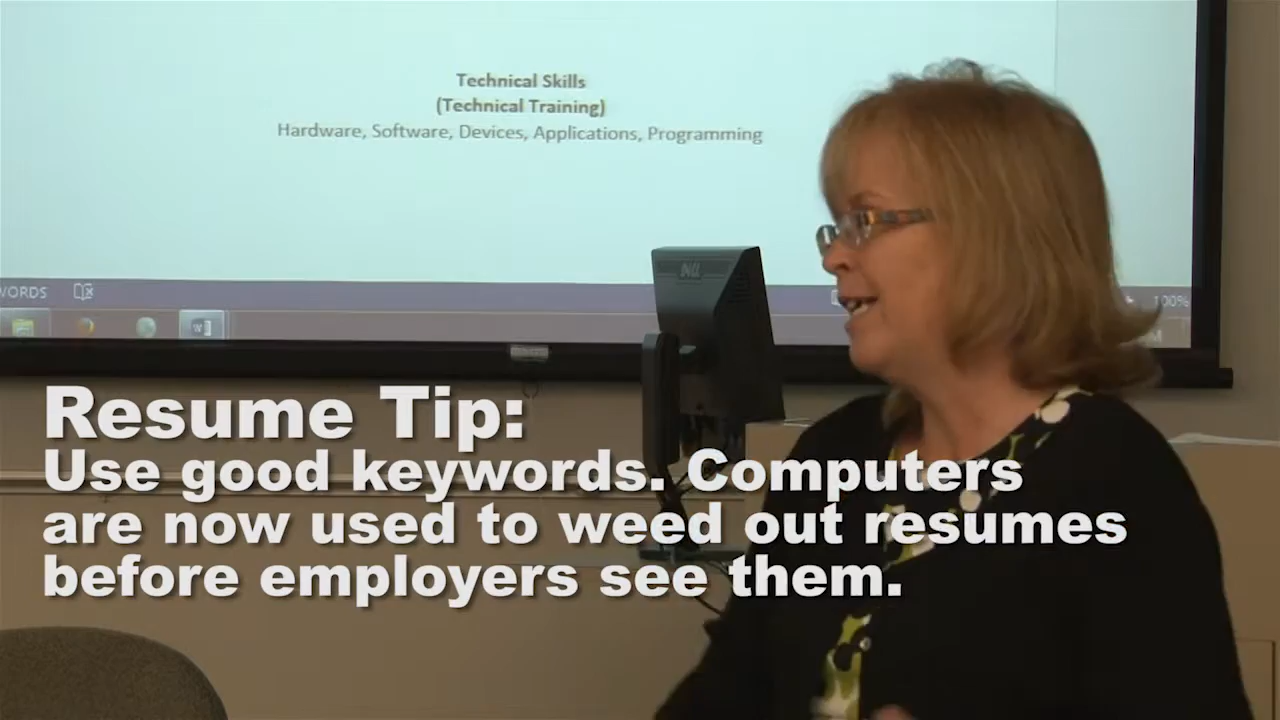 Technical Skills
(Technical Training)
Hardware, Software, Devices, Applications, Programming
DELL
WORDS
100%
Resume Tip:
Use good keywords. Computers
are now used to weed out resumes
before employers see them.